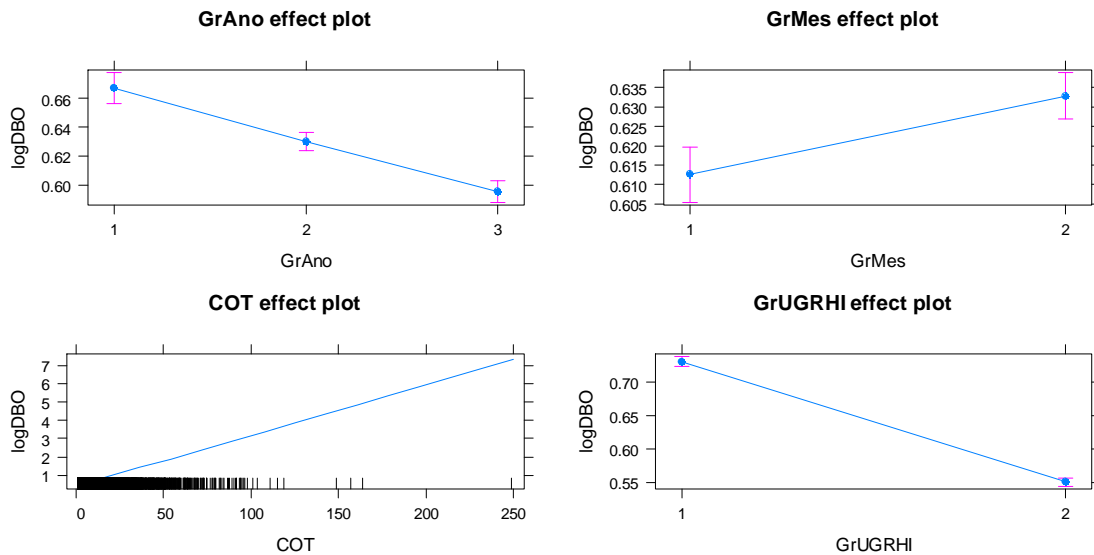 GrAno effect plot
0.66
0.64
0.62
0.60
logDBO
1 2 3
GrAno
GrMes effect plot
0.635
0.630
0.625
0.620
0.615
0.610
0.605
logDBO
1 2
GrMes
COT effect plot
7
6
5
4
3
2
1
logDBO
0 50 100 150 200 250
COT
GrUGRHI effect plot
0.70
0.65
0.60
0.55
logDBO
1 2
GrUGRHI